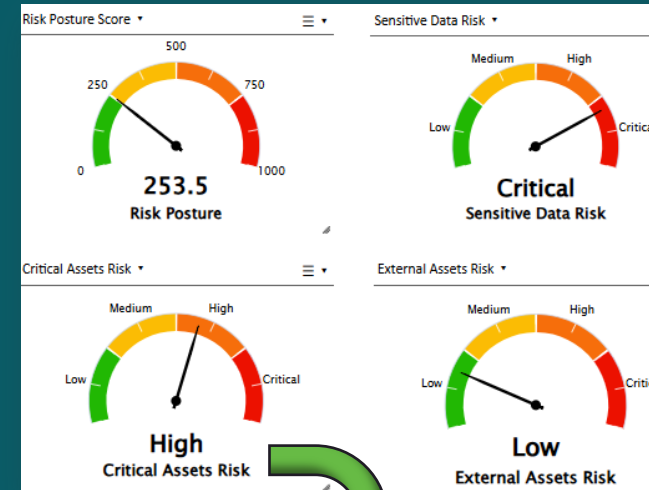 Risk Posture Score
500
250
750
0
1000
253.5
Risk Posture
Sensitive Data Risk
Medium
High
Low
Critica
Critical
Sensitive Data Risk
Critical Assets Risk
Medium
High
Low
Critical
High
Critical Assets Risk
External Assets Risk
Medium
High
Low
Criti
Low
External Assets Risk